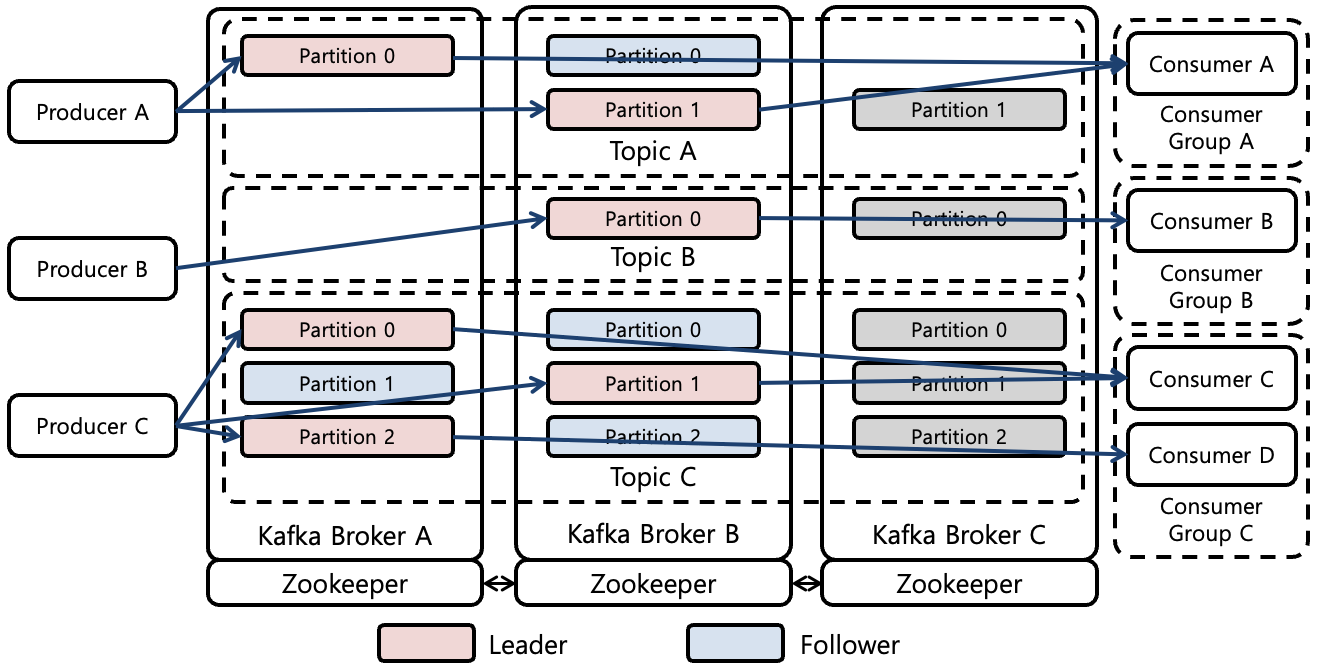 Partition 0
Partition 0
Consumer A
Producer A
Partition 1
Partition 1
Consumer
Group A
Topic A
Partition 0
Partition 0
Consumer B
Producer B
Topic B
Consumer
Group B
Partition 0
Partition 0
Partition 0
Partition 1
Partition 1
Partition 1
Consumer C
Producer C
Partition 2
Partition 2
Partition 2
Consumer D
Topic C
Consumer
Group C
Kafka Broker A
Kafka Broker B
Kafka Broker C
Zookeeper
Zookeeper
Zookeeper
Leader
Follower